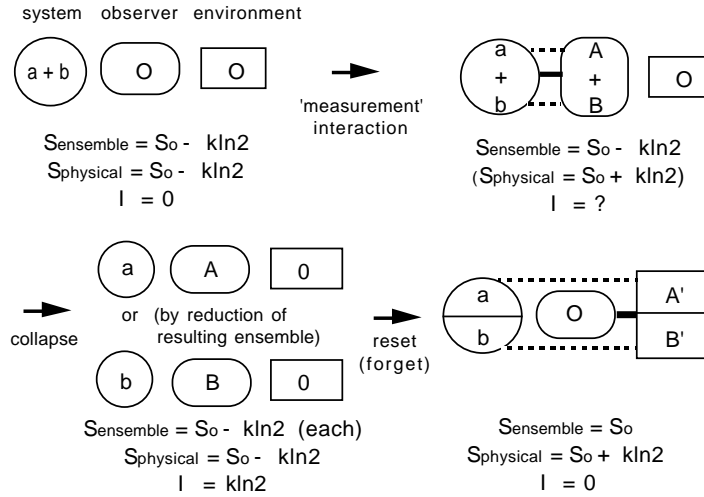 system observer environment
a + b O O
'measurement'
interaction
a
+
b
A
+
B
O
Sensemble = So - kln2
Sphysical = So - kln2
I = 0
Sensemble = So - kln2
(Sphysical = So + kln2)
I = ?
collapse
a A 0
or (by reduction of
resulting ensemble)
b B 0
Sensemble = So - kln2 (each)
Sphysical = So - kln2
I = kln2
reset
(forget)
a
b
O
A'
B'
Sensemble = So
Sphysical = So + kln2
I = 0